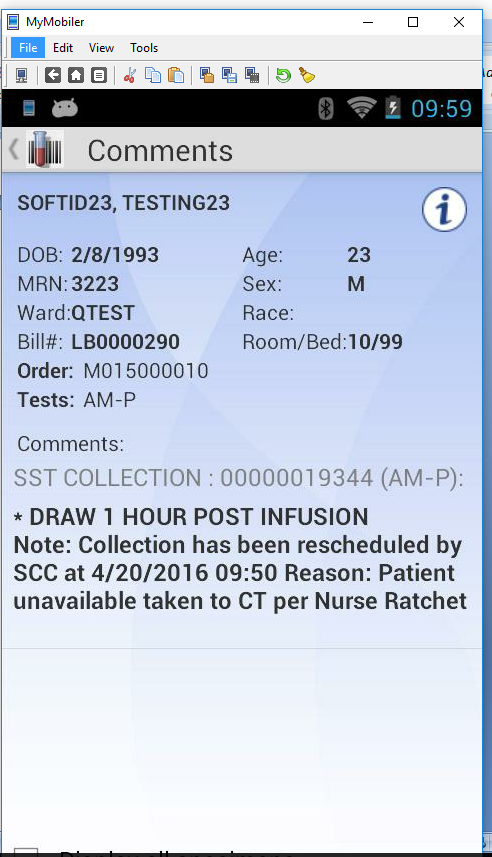 MyMobiler
File Edit View Tools
09:59
Comments
SOFTID23, TESTING23
DOB: 2/8/1993 Age: 23
MRN: 3223 Sex: M
Ward:QTEST Race:
Bill#: LB0000290 Room/Bed:10/99
Order: M015000010
Tests: AM-P
Comments:
SST COLLECTION : 00000019344 (AM-P):
* DRAW 1 HOUR POST INFUSION
Note: Collection has been rescheduled by
SCC at 4/20/2016 09:50 Reason: Patient
unavailable taken to CT per Nurse Ratchet